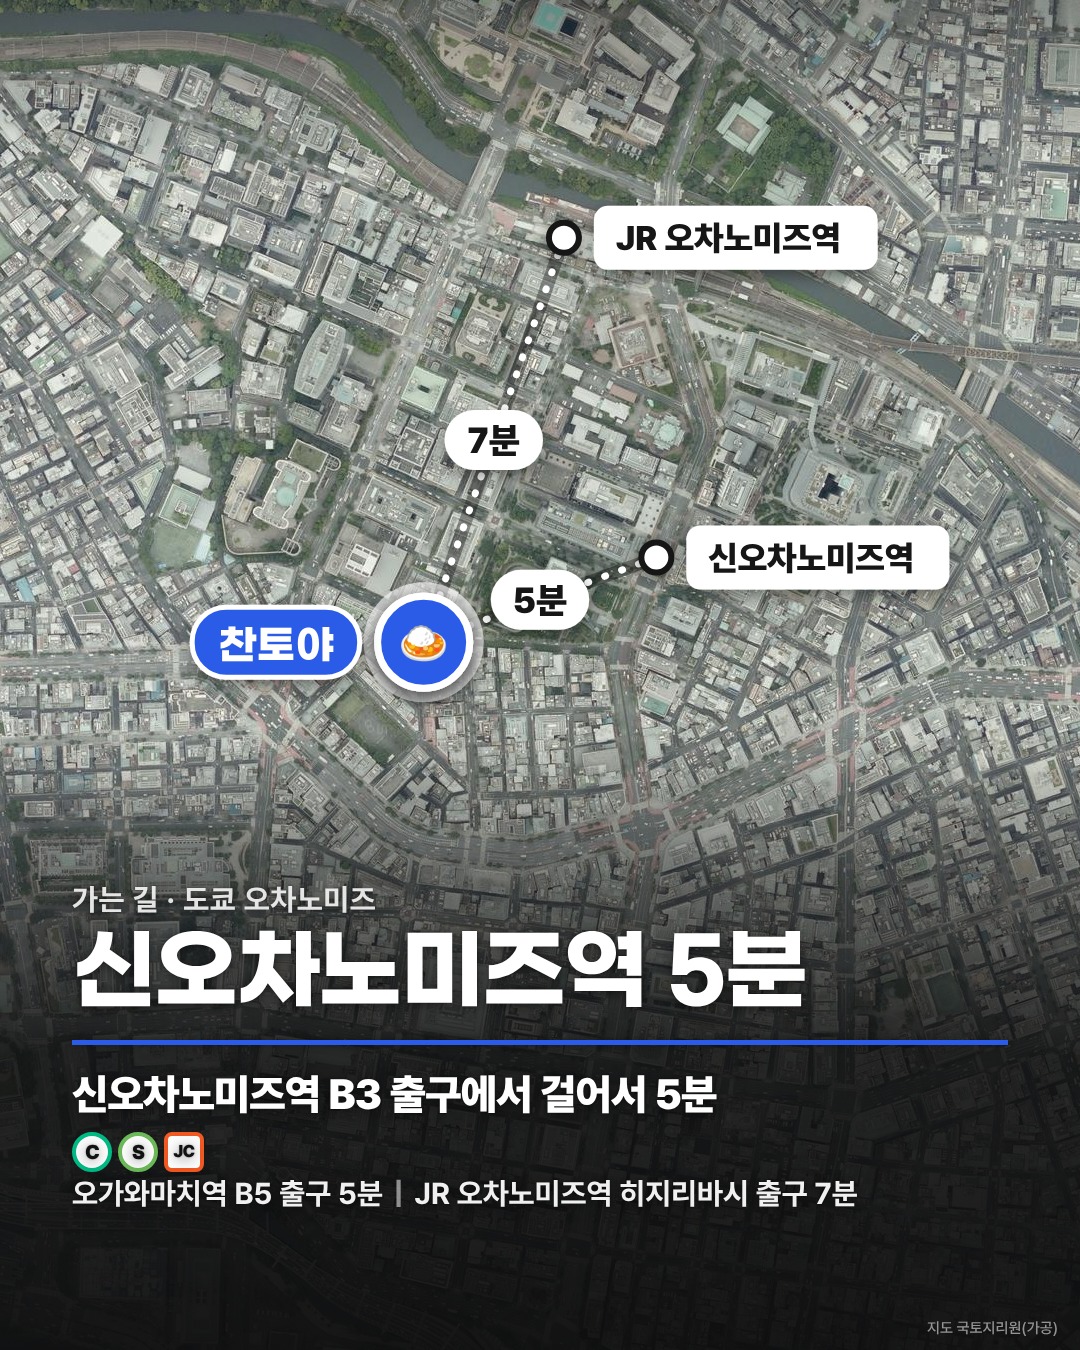 JR 오차노미즈역
7분
신오차노미즈역
5분
찬토야
가는 길 · 도쿄 오차노미즈
신오차노미즈역 5분
신오차노미즈역 B3 출구에서 걸어서 5분
C S JC
오가와마치역 B5 출구 5분 | JR 오차노미즈역 히지리바시 출구 7분
지도 국토지리원(가공)